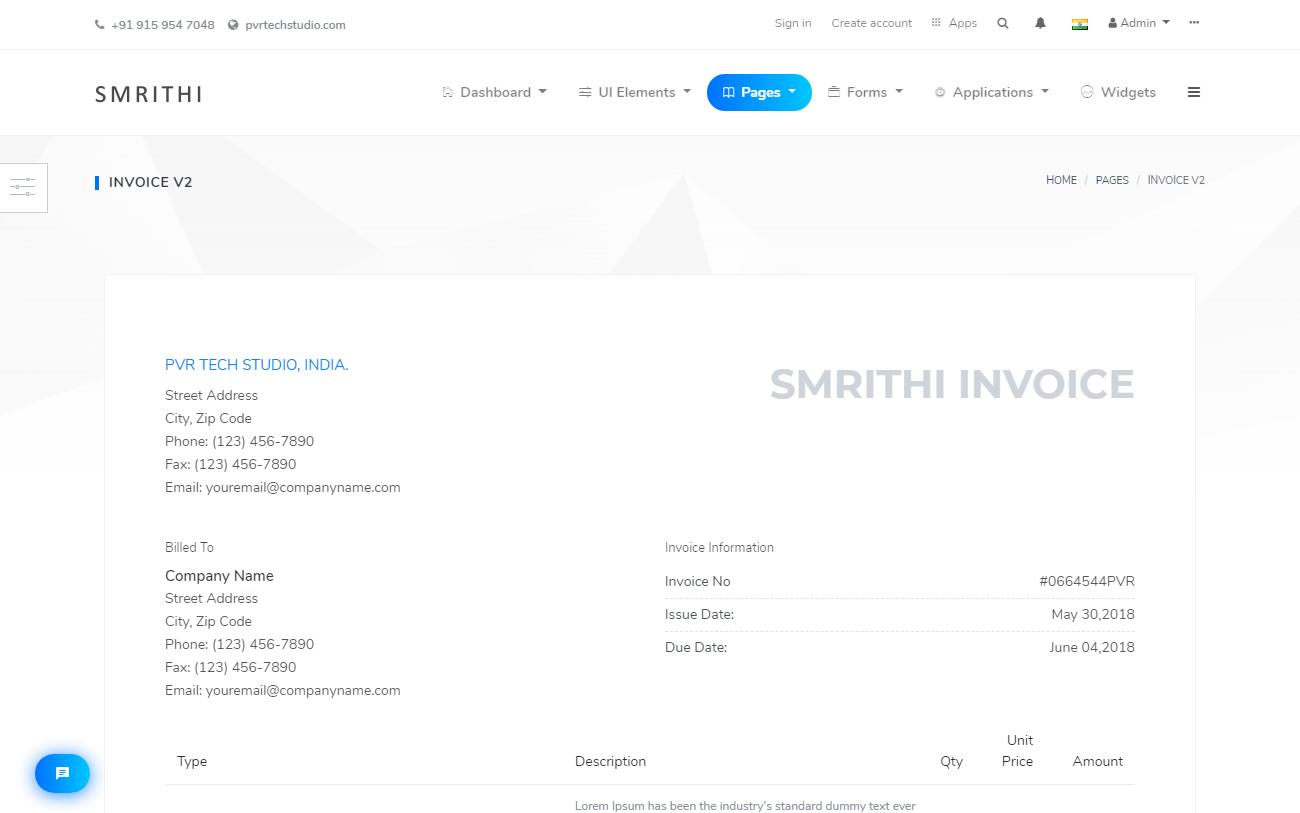 +91 915 954 7048 pvrtechstudio.com Sign in Create account Apps Admin
SMRITHI Dashboard UI Elements Pages Forms Applications Widgets
INVOICE V2 HOME / PAGES / INVOICE V2
PVR TECH STUDIO, INDIA.
SMRITHI INVOICE
Street Address
City, Zip Code
Phone: (123) 456-7890
Fax: (123) 456-7890
Email: youremail@companyname.com
Billed To
Company Name
Street Address
City, Zip Code
Phone: (123) 456-7890
Fax: (123) 456-7890
Email: youremail@companyname.com
Invoice Information
Invoice No #0664544PVR
Issue Date: May 30,2018
Due Date: June 04,2018
Type Description Qty Unit Price Amount
Lorem Ipsum has been the industry's standard dummy text ever